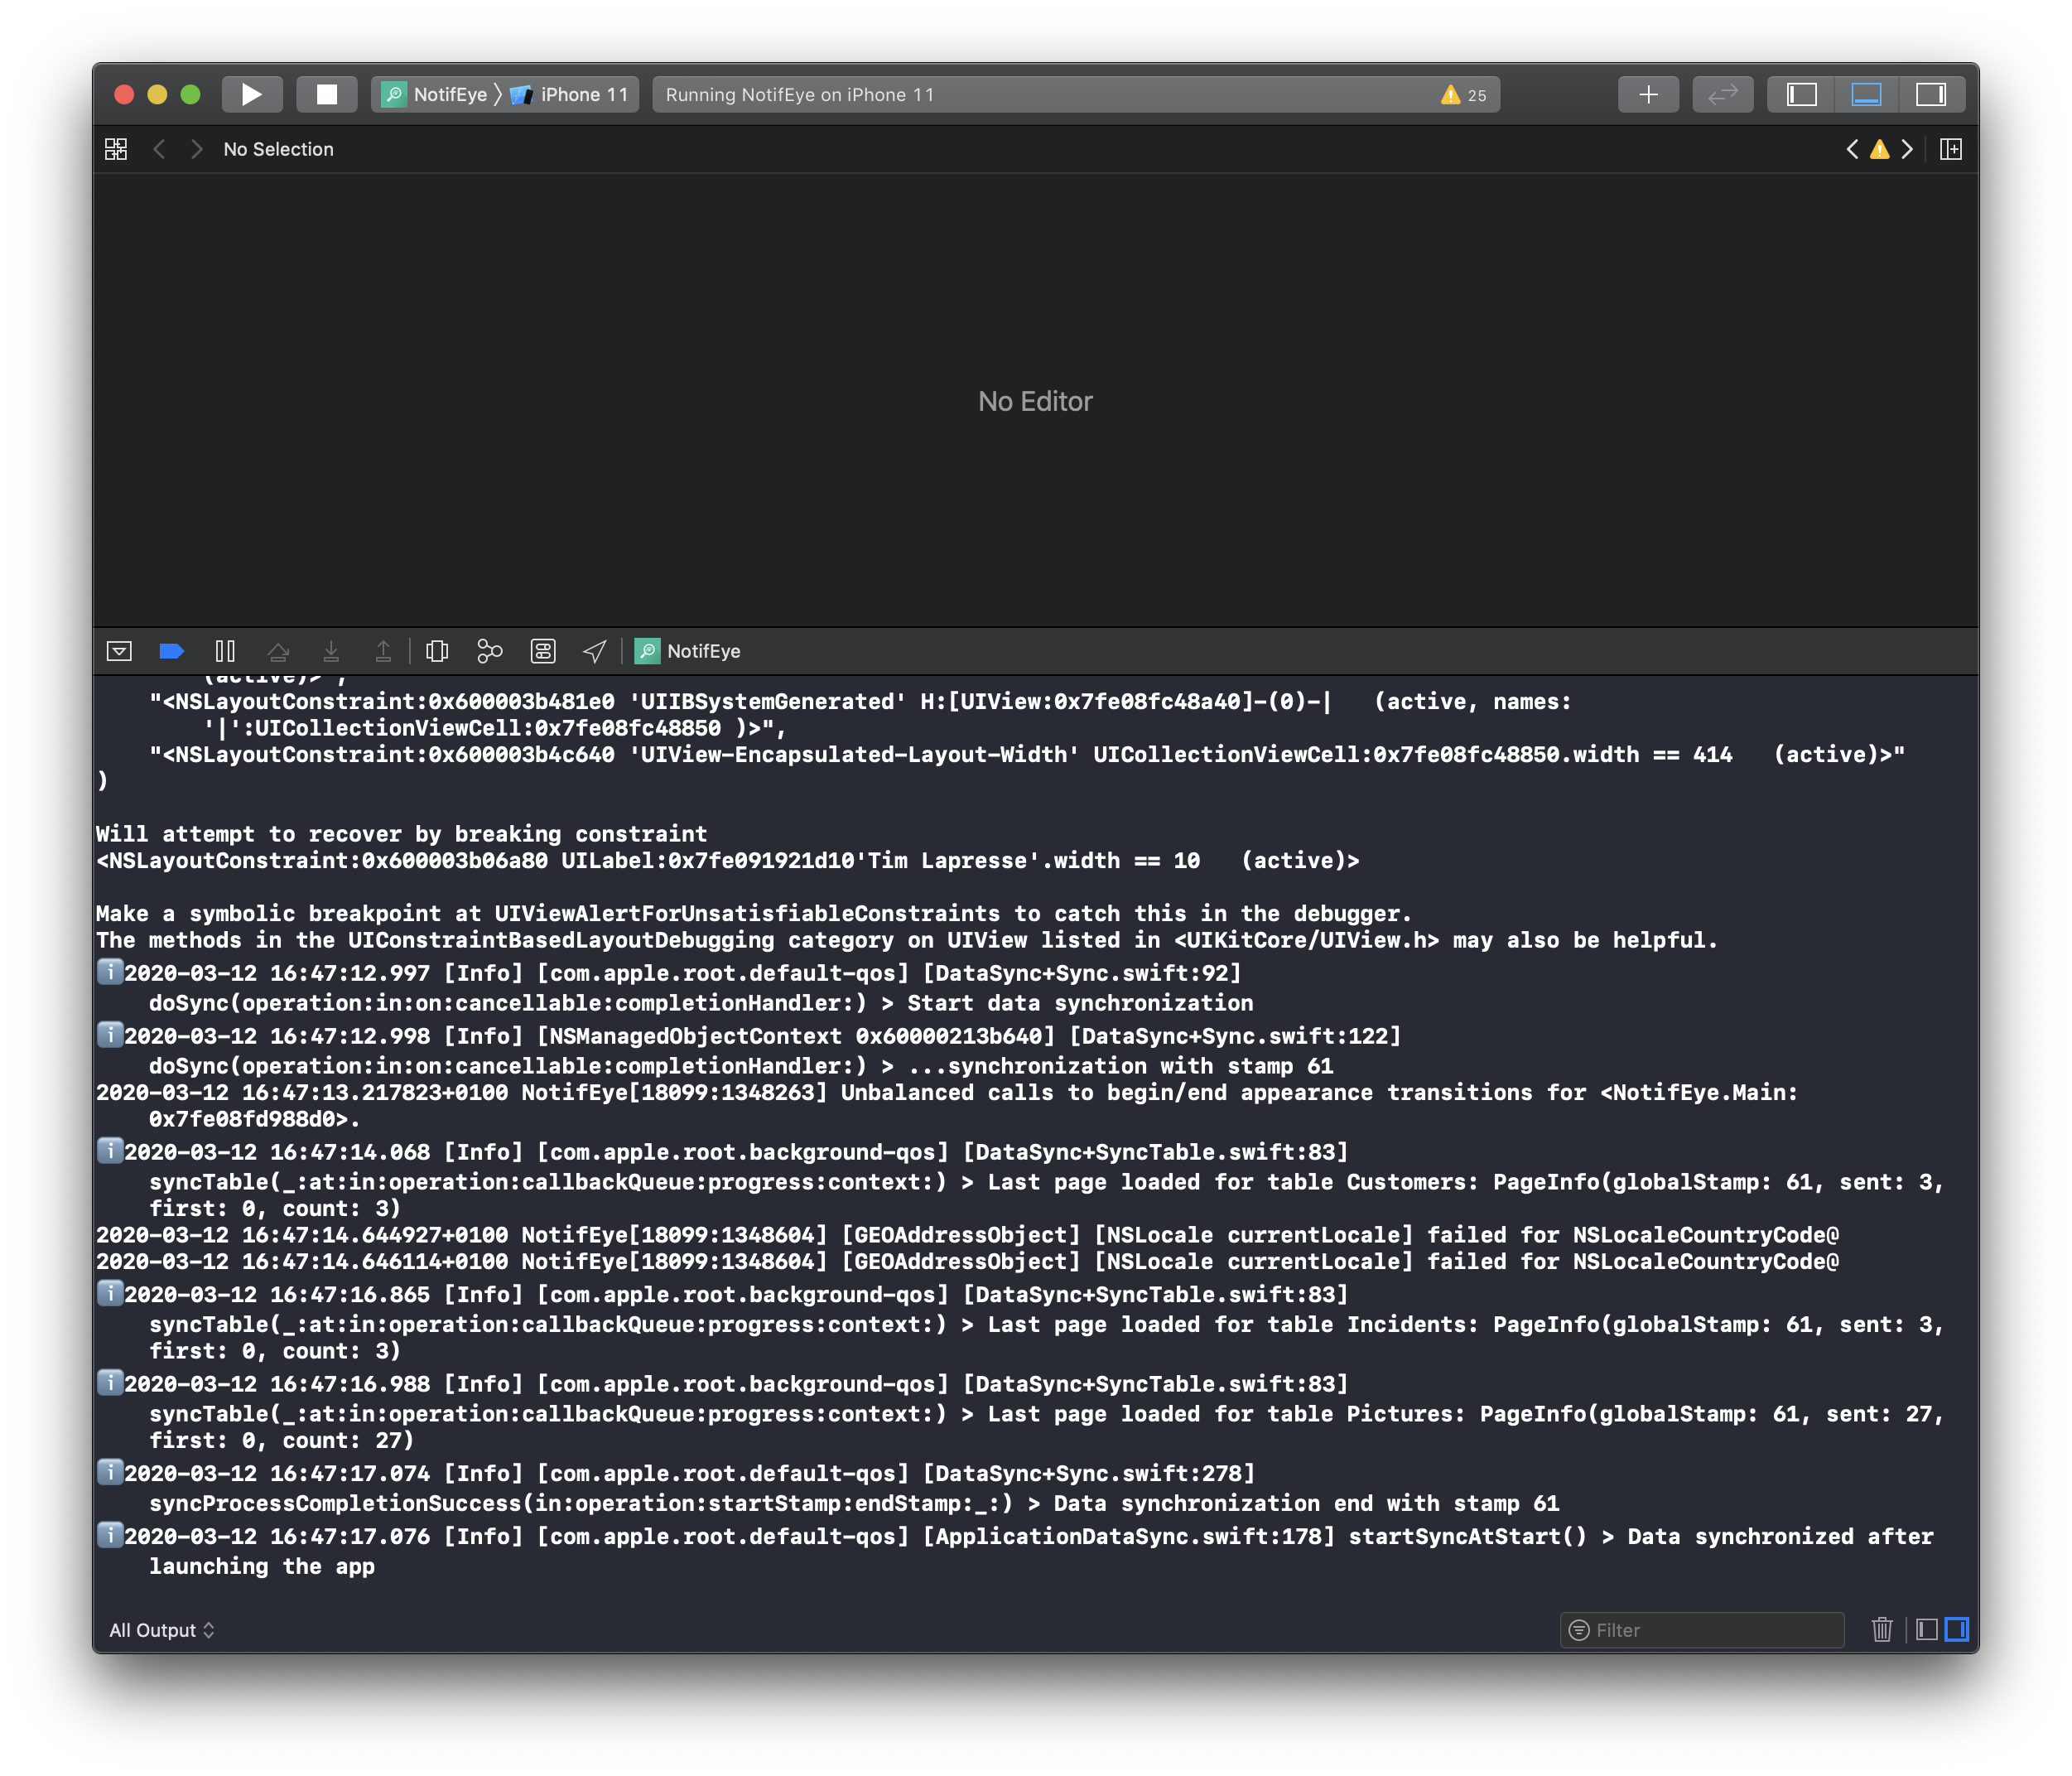 NotifEye
iPhone 11
Running NotifEye on iPhone 11
25
No Selection
No Editor
NotifEye
(active)>",
"<NSLayoutConstraint:0x600003b481e0 'UIIBSystemGenerated' H:[UIView:0x7fe08fc48a40]-(0)-|   (active, names:
'|':UICollectionViewCell:0x7fe08fc48850 )>",
"<NSLayoutConstraint:0x600003b4c640 'UIView-Encapsulated-Layout-Width' UICollectionViewCell:0x7fe08fc48850.width == 414   (active)>"
)
Will attempt to recover by breaking constraint
<NSLayoutConstraint:0x600003b06a80 UILabel:0x7fe091921d10'Tim Lapresse'.width == 10   (active)>
Make a symbolic breakpoint at UIViewAlertForUnsatisfiableConstraints to catch this in the debugger.
The methods in the UIConstraintBasedLayoutDebugging category on UIView listed in <UIKitCore/UIView.h> may also be helpful.
ℹ️2020-03-12 16:47:12.997 [Info] [com.apple.root.default-qos] [DataSync+Sync.swift:92]
doSync(operation:in:on:cancellable:completionHandler:) > Start data synchronization
ℹ️2020-03-12 16:47:12.998 [Info] [NSManagedObjectContext 0x60000213b640] [DataSync+Sync.swift:122]
doSync(operation:in:on:cancellable:completionHandler:) > ...synchronization with stamp 61
2020-03-12 16:47:13.217823+0100 NotifEye[18099:1348263] Unbalanced calls to begin/end appearance transitions for <NotifEye.Main:
0x7fe08fd988d0>.
ℹ️2020-03-12 16:47:14.068 [Info] [com.apple.root.background-qos] [DataSync+SyncTable.swift:83]
syncTable(_:at:in:operation:callbackQueue:progress:context:) > Last page loaded for table Customers: PageInfo(globalStamp: 61, sent: 3,
first: 0, count: 3)
2020-03-12 16:47:14.644927+0100 NotifEye[18099:1348604] [GEOAddressObject] [NSLocale currentLocale] failed for NSLocaleCountryCode@
2020-03-12 16:47:14.646114+0100 NotifEye[18099:1348604] [GEOAddressObject] [NSLocale currentLocale] failed for NSLocaleCountryCode@
ℹ️2020-03-12 16:47:16.865 [Info] [com.apple.root.background-qos] [DataSync+SyncTable.swift:83]
syncTable(_:at:in:operation:callbackQueue:progress:context:) > Last page loaded for table Incidents: PageInfo(globalStamp: 61, sent: 3,
first: 0, count: 3)
ℹ️2020-03-12 16:47:16.988 [Info] [com.apple.root.background-qos] [DataSync+SyncTable.swift:83]
syncTable(_:at:in:operation:callbackQueue:progress:context:) > Last page loaded for table Pictures: PageInfo(globalStamp: 61, sent: 27,
first: 0, count: 27)
ℹ️2020-03-12 16:47:17.074 [Info] [com.apple.root.default-qos] [DataSync+Sync.swift:278]
syncProcessCompletionSuccess(in:operation:startStamp:endStamp:_:) > Data synchronization end with stamp 61
ℹ️2020-03-12 16:47:17.076 [Info] [com.apple.root.default-qos] [ApplicationDataSync.swift:178] startSyncAtStart() > Data synchronized after
launching the app
All Output
Filter